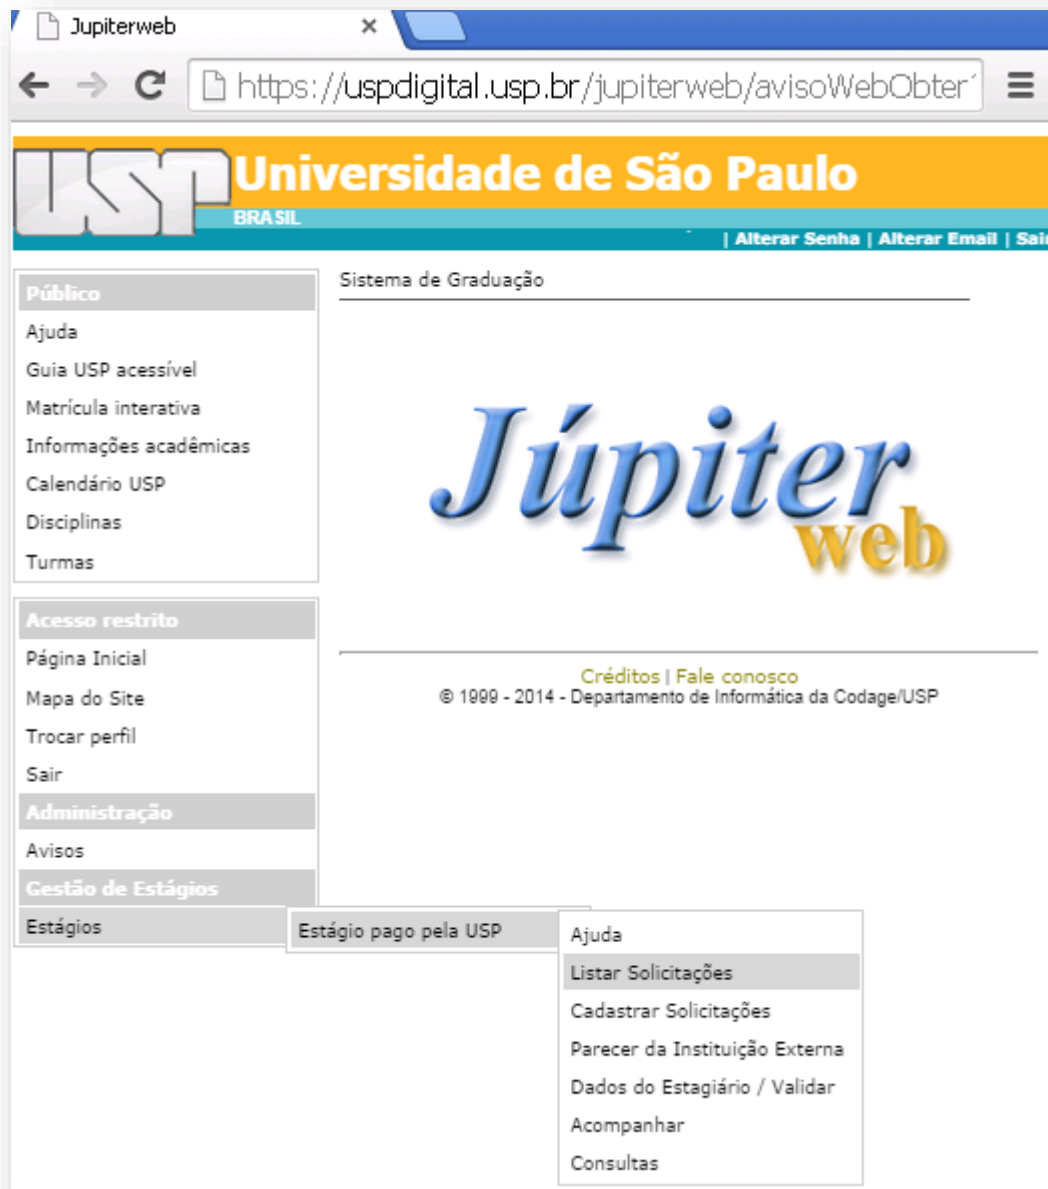 Jupiterweb
https://uspdigital.usp.br/jupiterweb/avisoWebObter
USP Universidade de São Paulo
BRASIL
| Alterar Senha | Alterar Email | Sair
Sistema de Graduação
Público
Ajuda
Guia USP acessível
Matrícula interativa
Informações acadêmicas
Calendário USP
Disciplinas
Turmas
Júpiter
web
Acesso restrito
Página Inicial
Mapa do Site
Trocar perfil
Sair
Administração
Avisos
Gestão de Estágios
Estágios
Créditos | Fale conosco
© 1999 - 2014 - Departamento de Informática da Codage/USP
Estágio pago pela USP
Ajuda
Listar Solicitações
Cadastrar Solicitações
Parecer da Instituição Externa
Dados do Estagiário / Validar
Acompanhar
Consultas